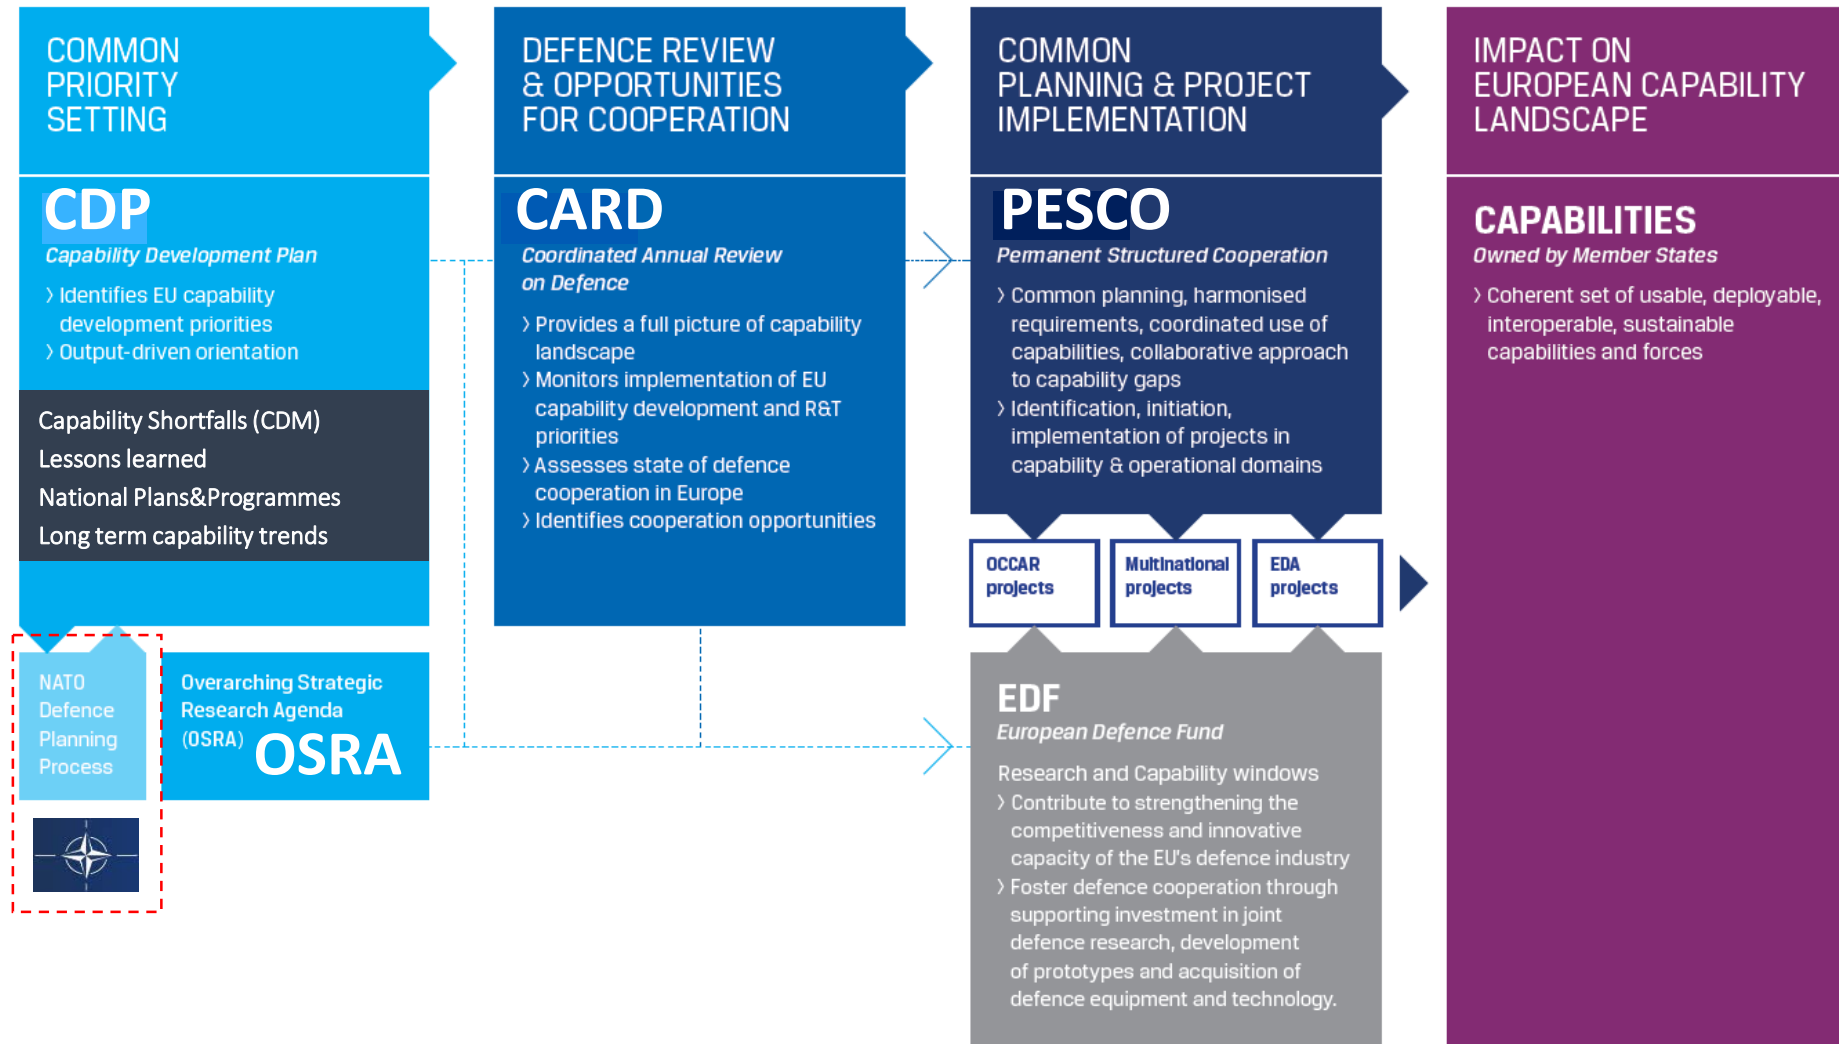 COMMON
PRIORITY
SETTING
CDP
Capability Development Plan
› Identifies EU capability
development priorities
› Output-driven orientation
Capability Shortfalls (CDM)
Lessons learned
National Plans&Programmes
Long term capability trends
NATO
Defence
Planning
Process
Overarching Strategic
Research Agenda
(OSRA)
OSRA
DEFENCE REVIEW
& OPPORTUNITIES
FOR COOPERATION
CARD
Coordinated Annual Review
on Defence
› Provides a full picture of capability
landscape
› Monitors implementation of EU
capability development and R&T
priorities
› Assesses state of defence
cooperation in Europe
› Identifies cooperation opportunities
COMMON
PLANNING & PROJECT
IMPLEMENTATION
PESCO
Permanent Structured Cooperation
› Common planning, harmonised
requirements, coordinated use of
capabilities, collaborative approach
to capability gaps
› Identification, initiation,
implementation of projects in
capability & operational domains
OCCAR
projects
Multinational
projects
EDA
projects
EDF
European Defence Fund
Research and Capability windows
› Contribute to strengthening the
competitiveness and innovative
capacity of the EU's defence industry
› Foster defence cooperation through
supporting investment in joint
defence research, development
of prototypes and acquisition of
defence equipment and technology.
IMPACT ON
EUROPEAN CAPABILITY
LANDSCAPE
CAPABILITIES
Owned by Member States
› Coherent set of usable, deployable,
interoperable, sustainable
capabilities and forces